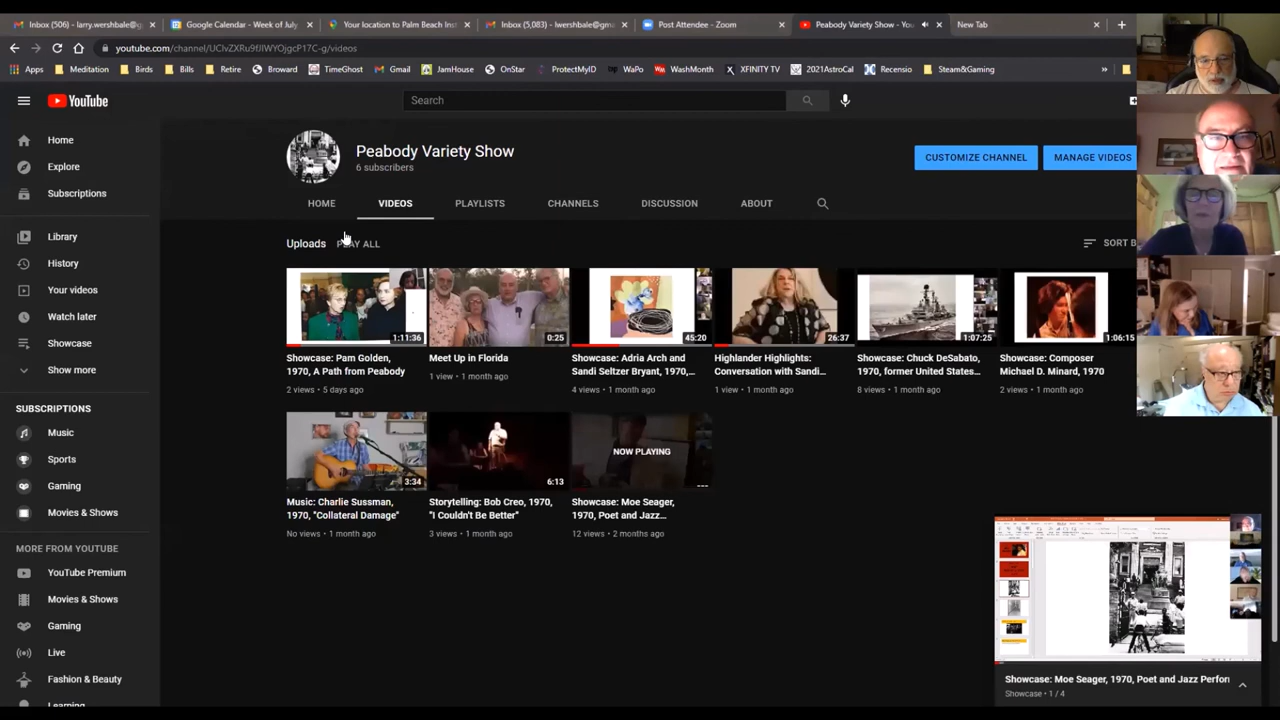 Inbox (506) - larry.wershbale@g
Google Calendar - Week of July
Your location to Palm Beach Inst
Inbox (5,083) - lwershbale@gm
Post Attendee - Zoom
Peabody Variety Show - You
New Tab
youtube.com/channel/UClvZXRu9fJIWYOjgcP17C-g/videos
Apps
Meditation
Birds
Bills
Retire
Broward
TimeGhost
Gmail
JamHouse
OnStar
ProtectMyID
WaPo
WashMonth
XFINITY TV
2021AstroCal
Recensio
Steam&Gaming
YouTube
Search
Home
Explore
Subscriptions
Library
History
Your videos
Watch later
Showcase
Show more
SUBSCRIPTIONS
Music
Sports
Gaming
Movies & Shows
MORE FROM YOUTUBE
YouTube Premium
Movies & Shows
Gaming
Live
Fashion & Beauty
Learning
Peabody Variety Show
6 subscribers
CUSTOMIZE CHANNEL
MANAGE VIDEOS
HOME
VIDEOS
PLAYLISTS
CHANNELS
DISCUSSION
ABOUT
Uploads
PLAY ALL
SORT B
1:11:36
Showcase: Pam Golden,
1970, A Path from Peabody
2 views • 5 days ago
0:25
Meet Up in Florida
1 view • 1 month ago
45:20
Showcase: Adria Arch and
Sandi Seltzer Bryant, 1970,...
4 views • 1 month ago
26:37
Highlander Highlights:
Conversation with Sandi...
1 view • 1 month ago
1:07:25
Showcase: Chuck DeSabato,
1970, former United States...
8 views • 1 month ago
1:06:15
Showcase: Composer
Michael D. Minard, 1970
2 views • 1 month ago
3:34
Music: Charlie Sussman,
1970, "Collateral Damage"
No views • 1 month ago
6:13
Storytelling: Bob Creo, 1970,
"I Couldn't Be Better"
3 views • 1 month ago
NOW PLAYING
Showcase: Moe Seager,
1970, Poet and Jazz...
12 views • 2 months ago
Showcase: Moe Seager, 1970, Poet and Jazz Perfor
Showcase • 1 / 4